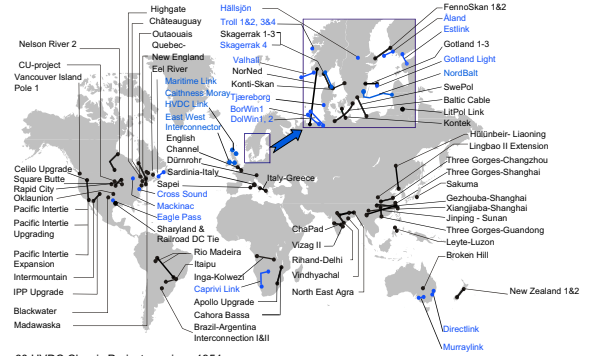 Highgate
Châteauguay
Outaouais
Quebec-
New England
Eel River
Maritime Link
Caithness Moray
HVDC Link
East West
Interconnector
English
Channel
Dürnrohr
Sardinia-Italy
Sapei
Cross Sound
Mackinac
Eagle Pass
Sharyland &
Railroad DC Tie
Nelson River 2
CU-project
Vancouver Island
Pole 1
Celilo Upgrade
Square Butte
Rapid City
Oklaunion
Pacific Intertie
Pacific Intertie
Upgrading
Pacific Intertie
Expansion
Intermountain
IPP Upgrade
Blackwater
Madawaska
Rio Madeira
Itaipu
Inga-Kolwezi
Caprivi Link
Apollo Upgrade
Cahora Bassa
Brazil-Argentina
Interconnection I&II
Hällsjön
Troll 1&2, 3&4
Skagerrak 1-3
Skagerrak 4
Valhall
NorNed
Konti-Skan
Tjereborg
BorWin1
DolWin1, 2
Italy-Greece
FennoSkan 1&2
Åland
Estlink
Gotland 1-3
Gotland Light
NordBalt
SwePol
Baltic Cable
LitPol Link
Kontek
Hülünbeir- Liaoning
Lingbao II Extension
Three Gorges-Changzhou
Three Gorges-Shanghai
Sakuma
Gezhouba-Shanghai
Xiangjiaba-Shanghai
Jinping - Sunan
Three Gorges-Guandong
Leyte-Luzon
Broken Hill
ChaPad
Vizag II
Rihand-Delhi
Vindhyachal
North East Agra
New Zealand 1&2
Directlink
Murraylink